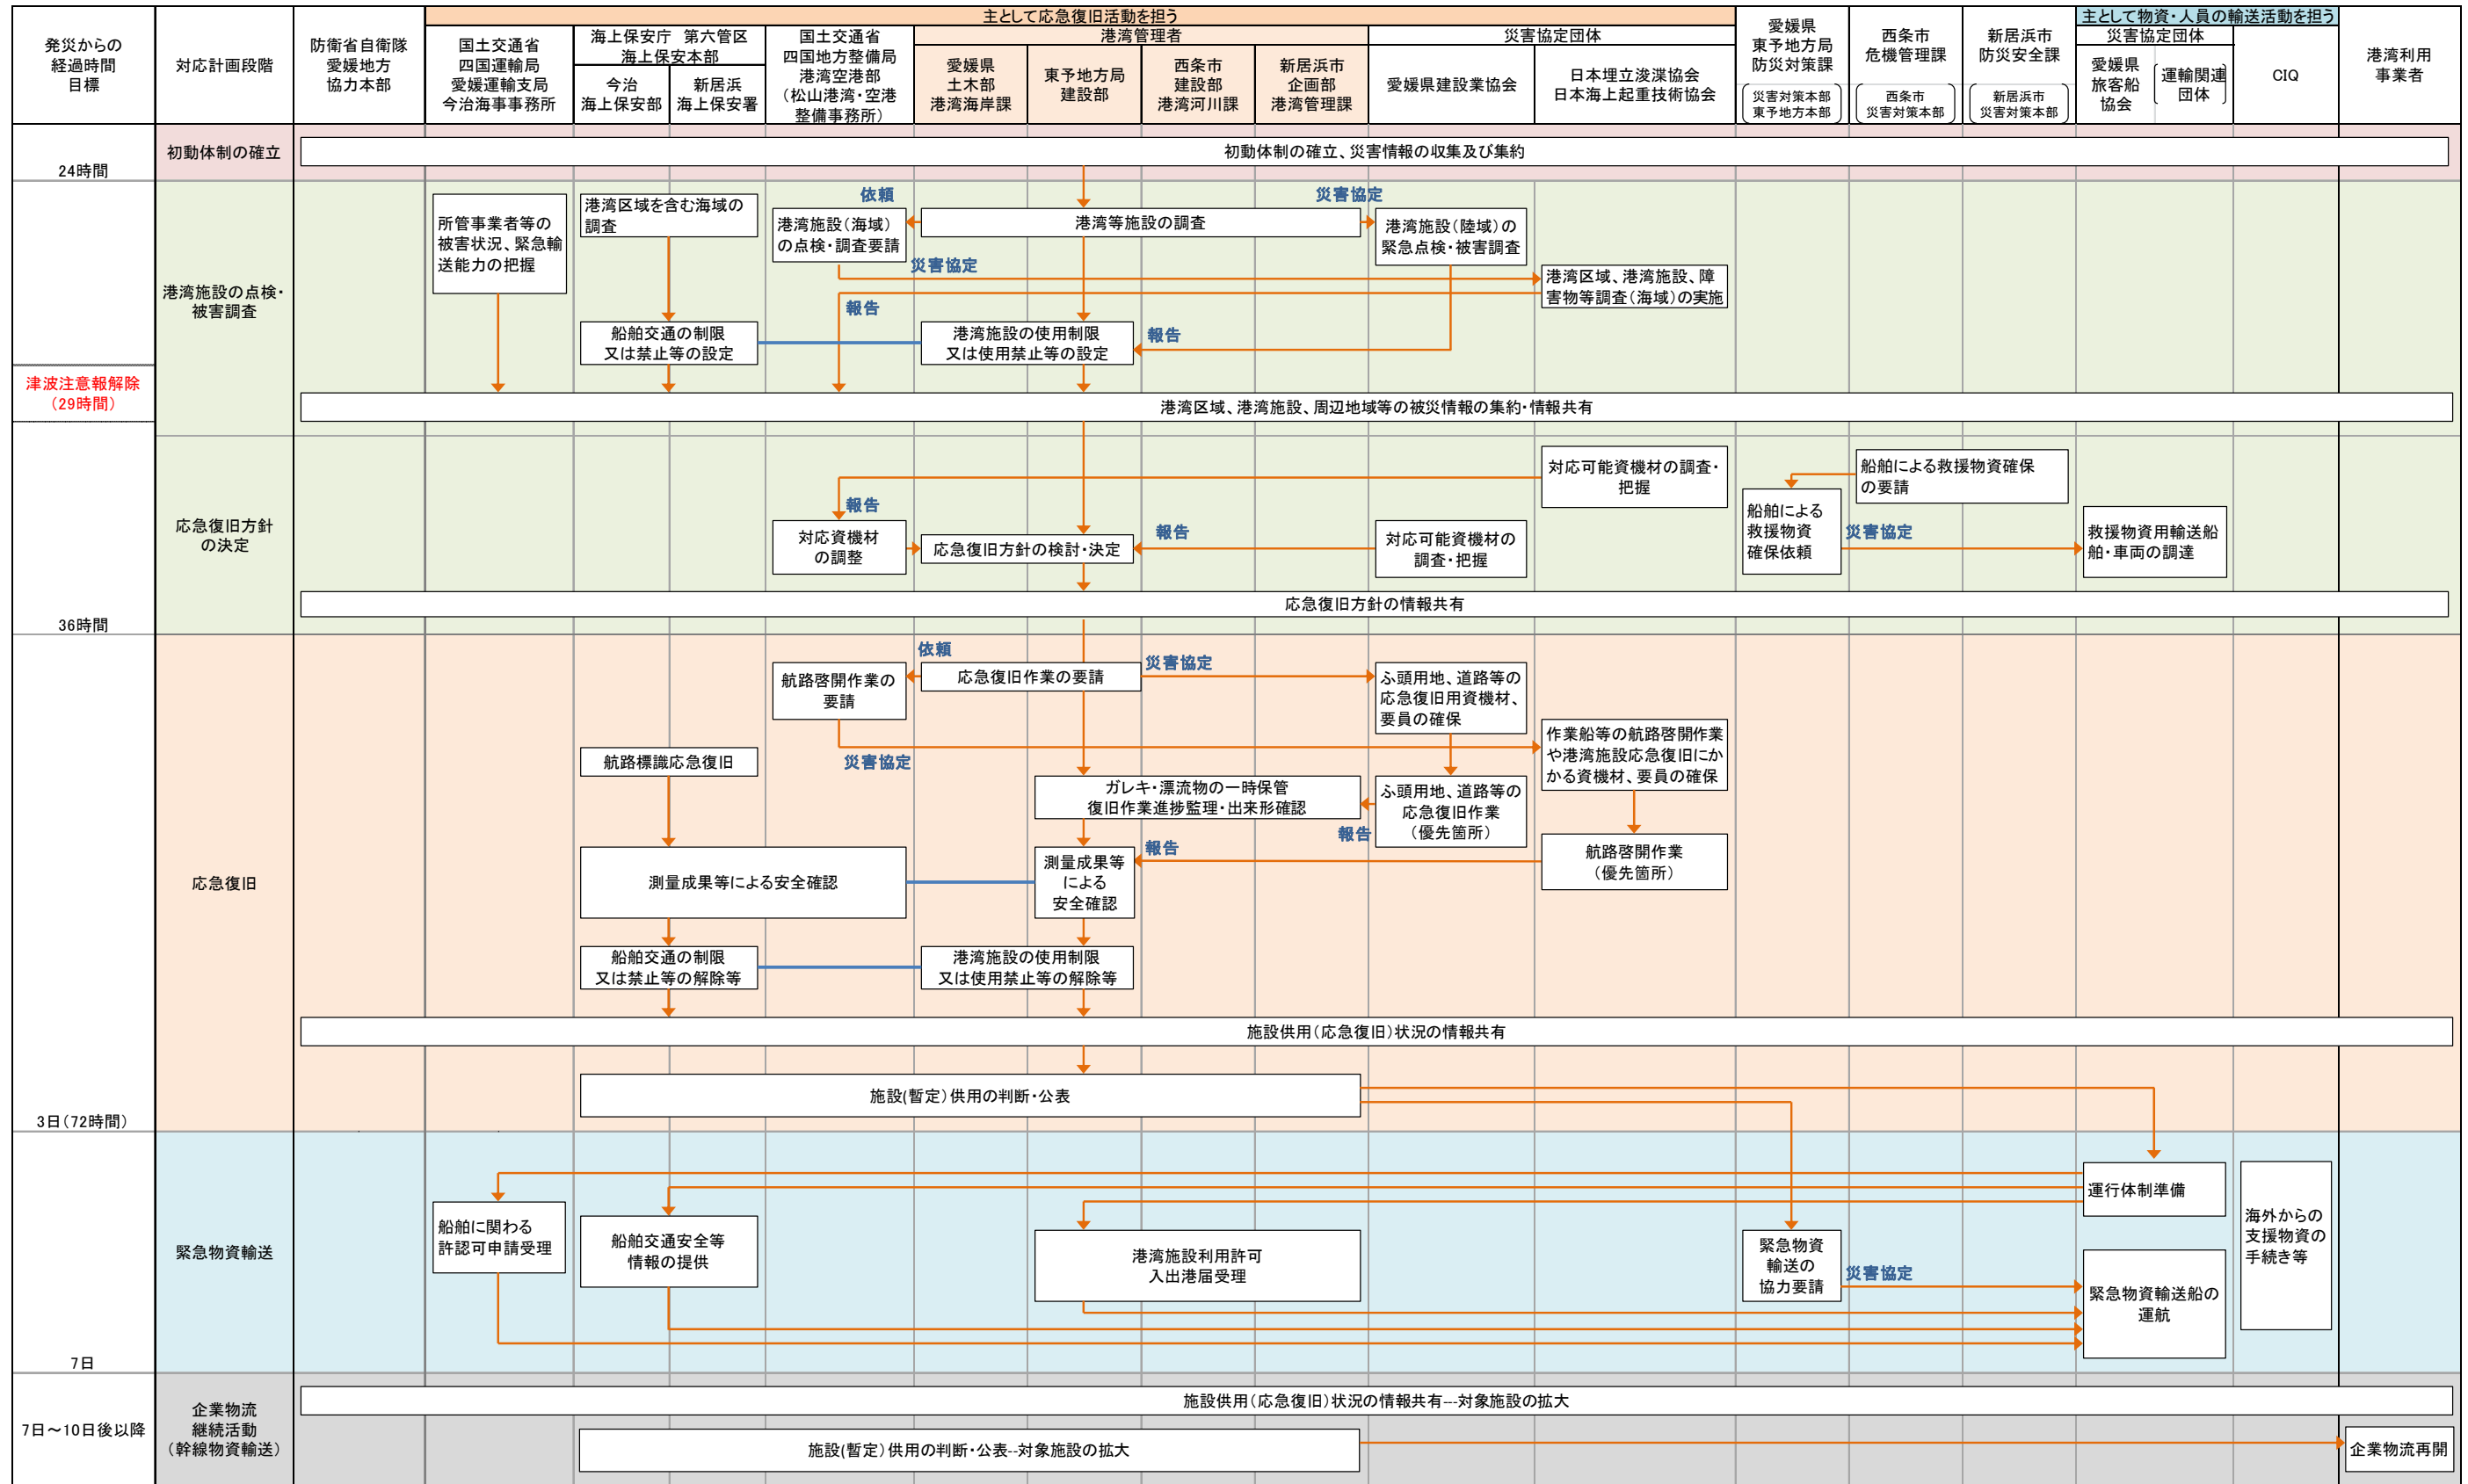 発災からの
経過時間
目標
対応計画段階
防衛省自衛隊
愛媛地方
協力本部
主として応急復旧活動を担う
国土交通省
四国運輸局
愛媛運輸支局
今治海事事務所
海上保安庁 第六管区
海上保安本部
今治
海上保安部
新居浜
海上保安署
国土交通省
四国地方整備局
港湾空港部
（松山港湾・空港
整備事務所）
港湾管理者
愛媛県
土木部
港湾海岸課
東予地方局
建設部
西条市
建設部
港湾河川課
新居浜市
企画部
港湾管理課
災害協定団体
愛媛県建設業協会
日本埋立浚渫協会
日本海上起重技術協会
愛媛県
東予地方局
防災対策課
災害対策本部
東予地方本部
西条市
危機管理課
西条市
災害対策本部
新居浜市
防災安全課
新居浜市
災害対策本部
主として物資・人員の輸送活動を担う
災害協定団体
愛媛県
旅客船
協会
運輸関連
団体
CIQ
港湾利用
事業者
24時間
初動体制の確立
初動体制の確立、災害情報の収集及び集約
港湾施設の点検・
被害調査
所管事業者等の
被害状況、緊急輸
送能力の把握
港湾区域を含む海域の
調査
依頼
港湾施設（海域）
の点検・調査要請
港湾等施設の調査
災害協定
港湾施設（陸域）の
緊急点検・被害調査
災害協定
港湾区域、港湾施設、障
害物等調査（海域）の実施
報告
船舶交通の制限
又は禁止等の設定
港湾施設の使用制限
又は使用禁止等の設定
報告
津波注意報解除
（29時間）
港湾区域、港湾施設、周辺地域等の被災情報の集約・情報共有
応急復旧方針
の決定
対応可能資機材の調査・
把握
船舶による救援物資確保
の要請
報告
対応資機材
の調整
応急復旧方針の検討・決定
報告
対応可能資機材の
調査・把握
船舶による
救援物資
確保依頼
災害協定
救援物資用輸送船
舶・車両の調達
応急復旧方針の情報共有
36時間
応急復旧
依頼
航路啓開作業の
要請
応急復旧作業の要請
災害協定
ふ頭用地、道路等の
応急復旧用資機材、
要員の確保
災害協定
作業船等の航路啓開作業
や港湾施設応急復旧にか
かる資機材、要員の確保
航路標識応急復旧
ガレキ・漂流物の一時保管
復旧作業進捗監理・出来形確認
報告
ふ頭用地、道路等の
応急復旧作業
（優先箇所）
測量成果等による安全確認
測量成果等
による
安全確認
報告
航路啓開作業
（優先箇所）
船舶交通の制限
又は禁止等の解除等
港湾施設の使用制限
又は使用禁止等の解除等
施設供用（応急復旧）状況の情報共有
施設(暫定）供用の判断・公表
3日（72時間）
緊急物資輸送
運行体制準備
船舶に関わる
許認可申請受理
船舶交通安全等
情報の提供
港湾施設利用許可
入出港届受理
緊急物資
輸送の
協力要請
災害協定
緊急物資輸送船の
運航
海外からの
支援物資の
手続き等
7日
7日～10日後以降
企業物流
継続活動
（幹線物資輸送）
施設供用（応急復旧）状況の情報共有---対象施設の拡大
施設(暫定）供用の判断・公表--対象施設の拡大
企業物流再開